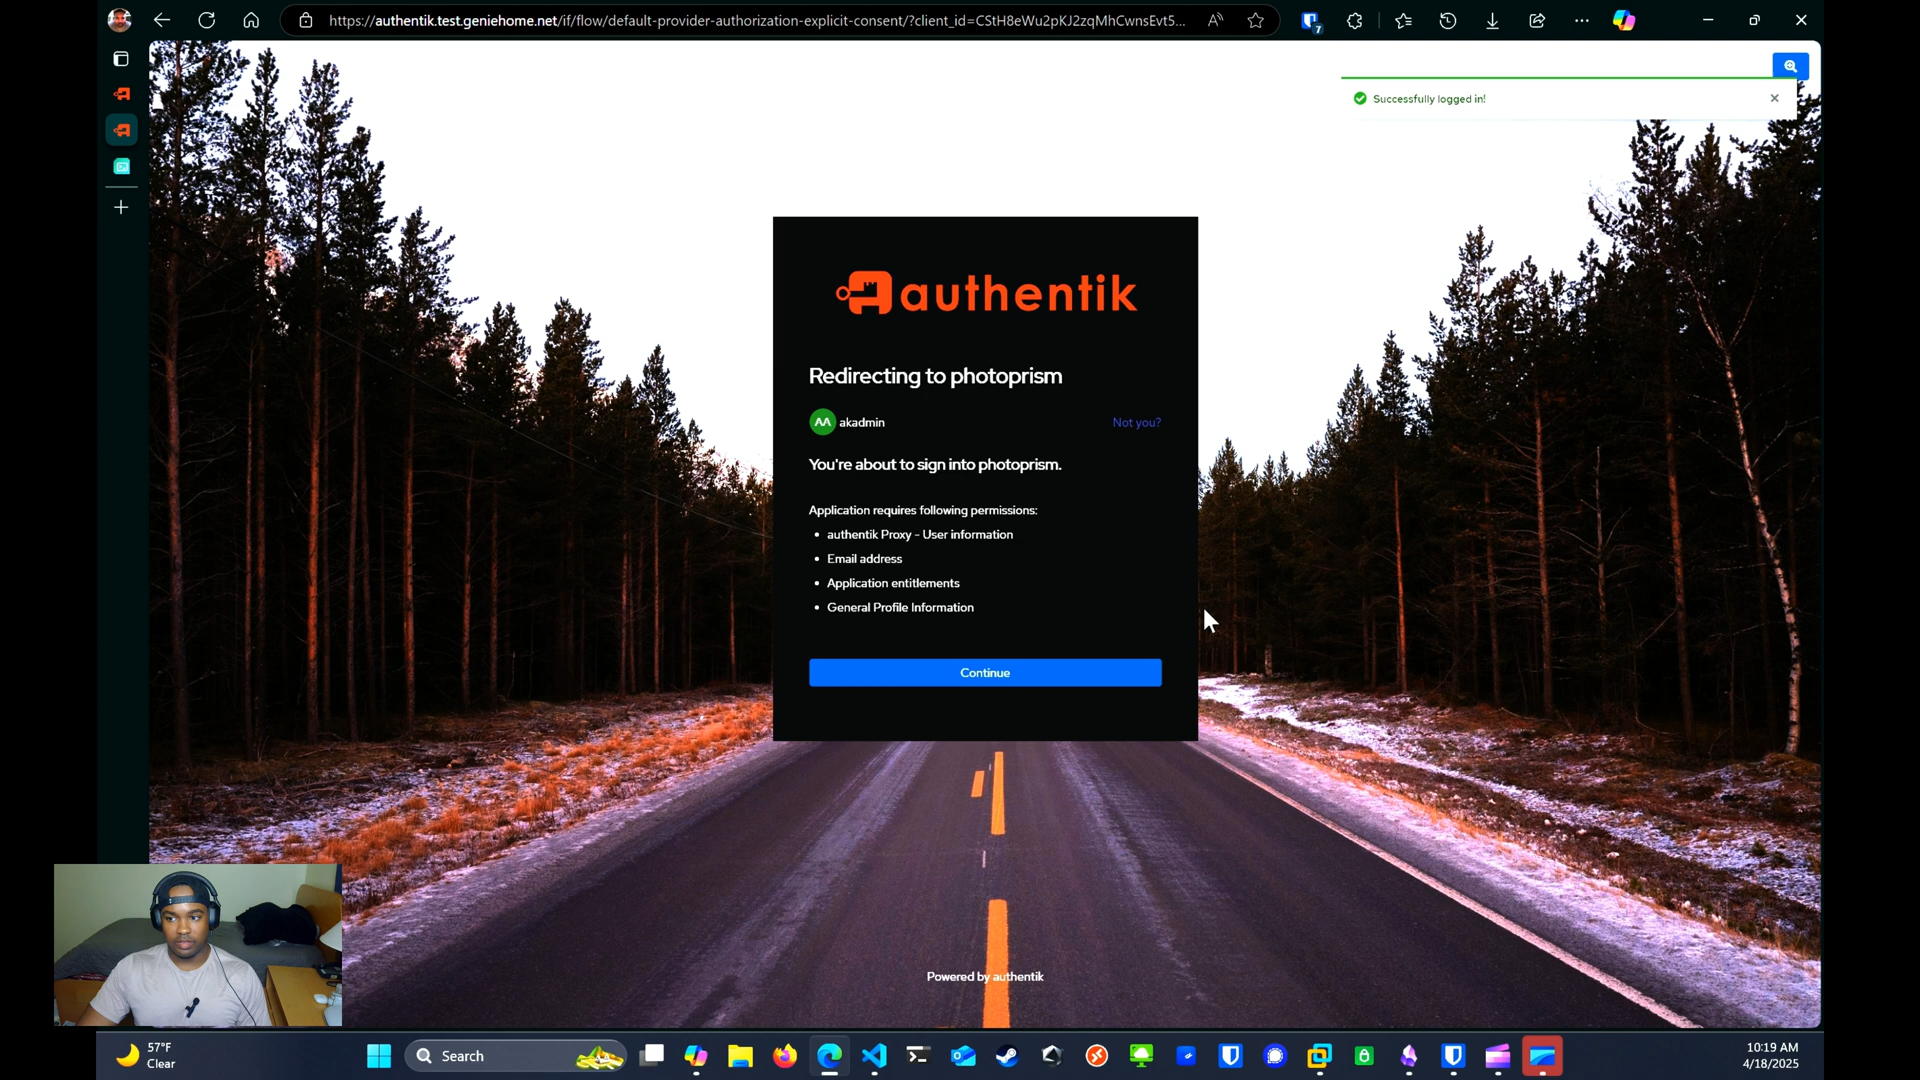 https://authentik.test.geniehome.net/if/flow/default-provider-authorization-explicit-consent/?client_id=CStH8eWu2pKJ2zqMhCwnsEvt5...
7
Successfully logged in!
authentik
Redirecting to photoprism
AA akadmin Not you?
You're about to sign into photoprism.
Application requires following permissions:
• authentik Proxy - User information
• Email address
• Application entitlements
• General Profile Information
Continue
Powered by authentik
57°F
Clear
Search
10:19 AM
4/18/2025